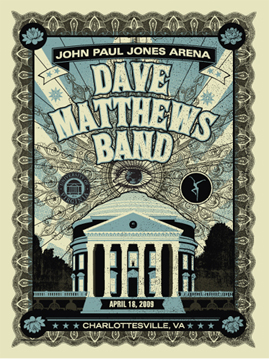 JOHN PAUL JONES ARENA
DAVE
MATTHEWS
BAND
APRIL 18, 2009
CHARLOTTESVILLE, VA